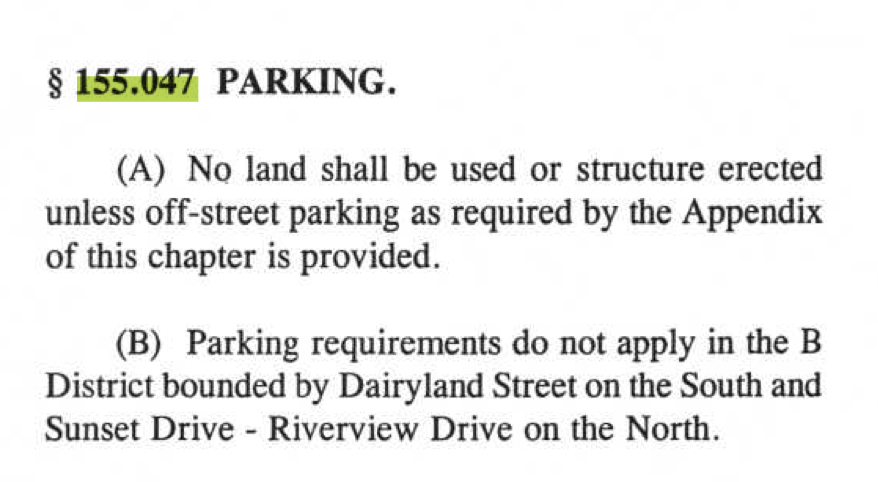 § 155.047 PARKING.
(A) No land shall be used or structure erected
unless off-street parking as required by the Appendix
of this chapter is provided.
(B) Parking requirements do not apply in the B
District bounded by Dairyland Street on the South and
Sunset Drive - Riverview Drive on the North.